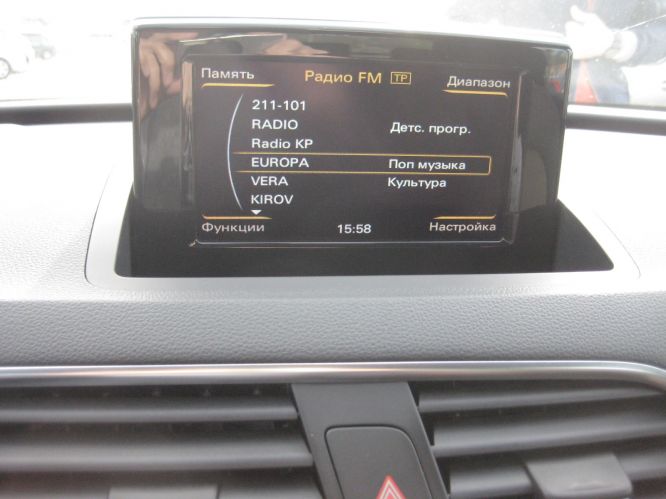 Память Радио FM TP Диапазон
211-101
RADIO Детс. прогр.
Radio KP
EUROPA Поп музыка
VERA Культура
KIROV
Функции 15:58 Настройка